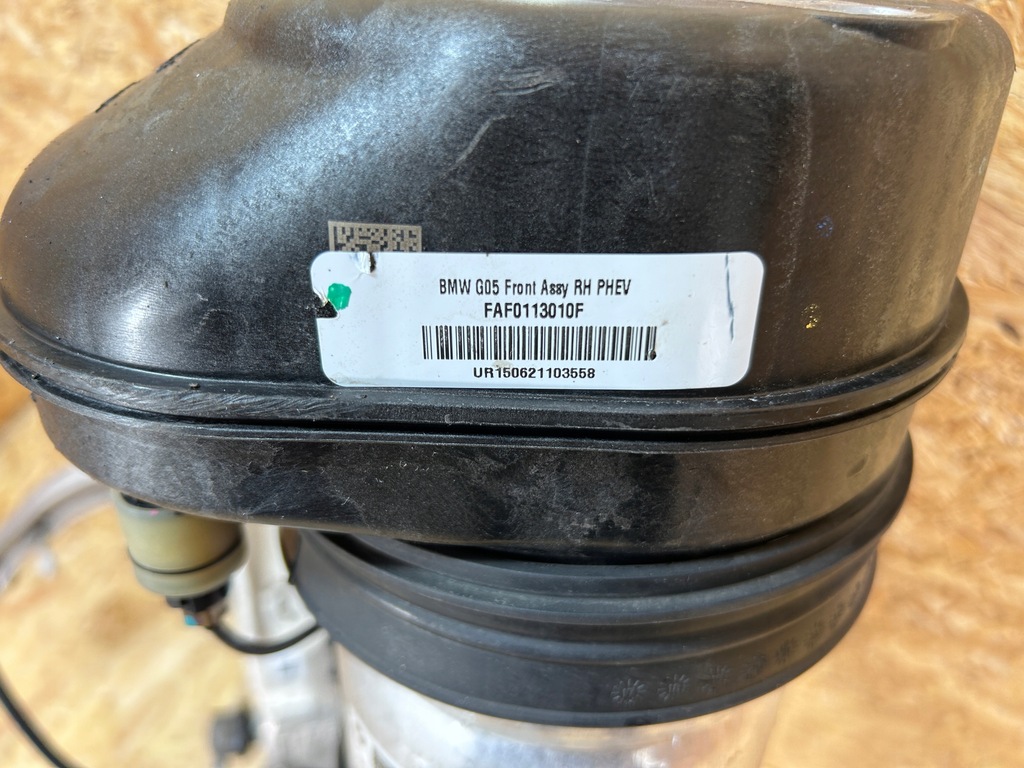 BMW G05 Front Assy RH PHEV
FAF0113010F
UR150621103558